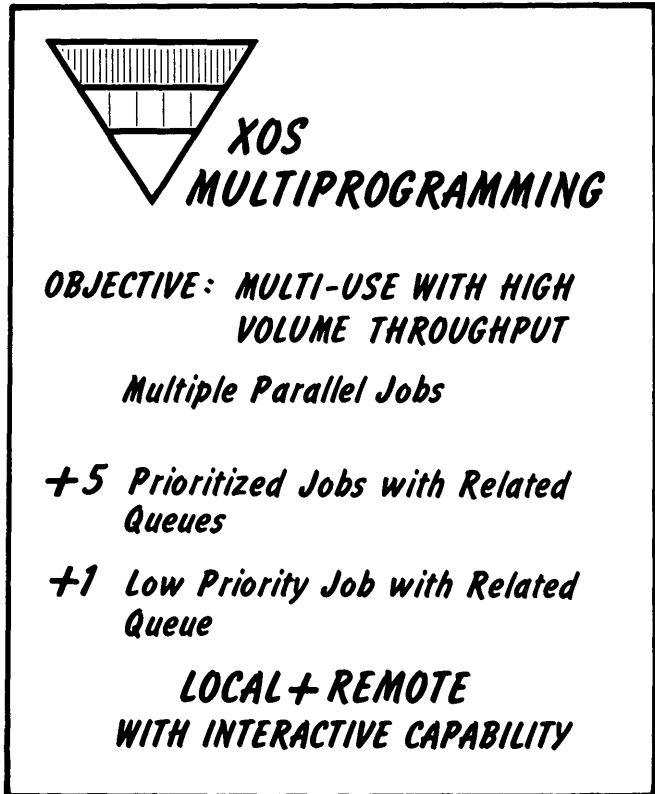 XOS
MULTIPROGRAMMING
OBJECTIVE: MULTI-USE WITH HIGH
VOLUME THROUGHPUT
Multiple Parallel Jobs
+5 Prioritized Jobs with Related
Queues
+1 Low Priority Job with Related
Queue
LOCAL + REMOTE
WITH INTERACTIVE CAPABILITY